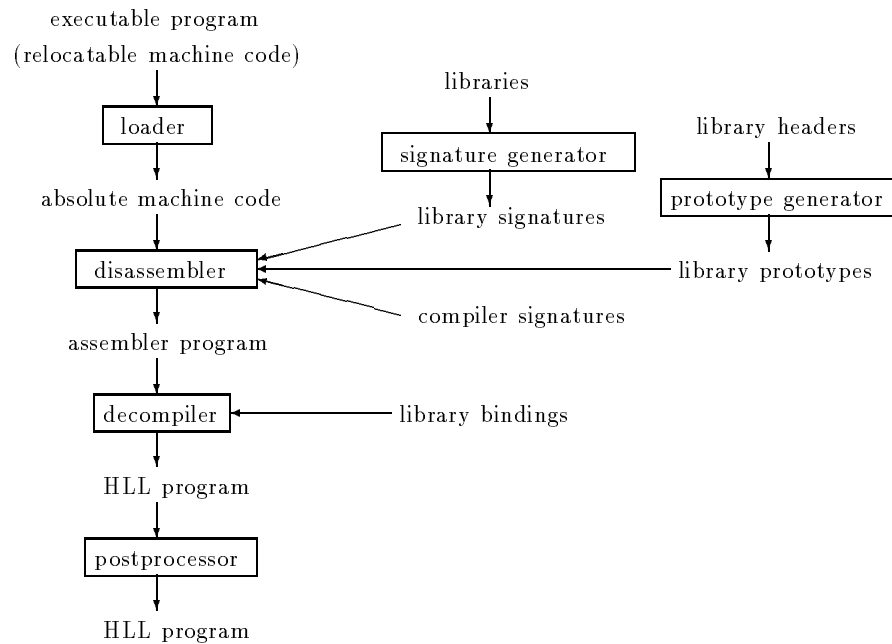 executable program
(relocatable machine code)
loader
absolute machine code
disassembler
assembler program
decompiler
HLL program
postprocessor
HLL program
libraries
signature generator
library signatures
library headers
prototype generator
library prototypes
compiler signatures
library bindings